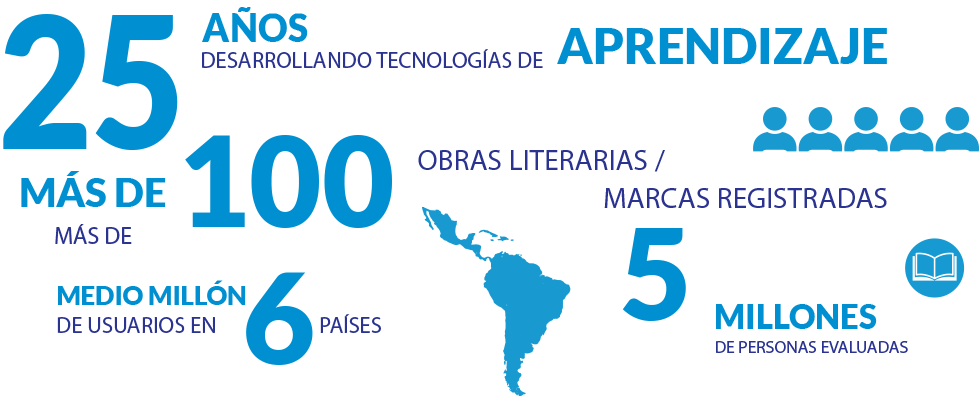 25 AÑOS
DESARROLLANDO TECNOLOGÍAS DE APRENDIZAJE
MÁS DE 100 OBRAS LITERARIAS /
MARCAS REGISTRADAS
MÁS DE
MEDIO MILLÓN
DE USUARIOS EN 6 PAÍSES
5 MILLONES
DE PERSONAS EVALUADAS